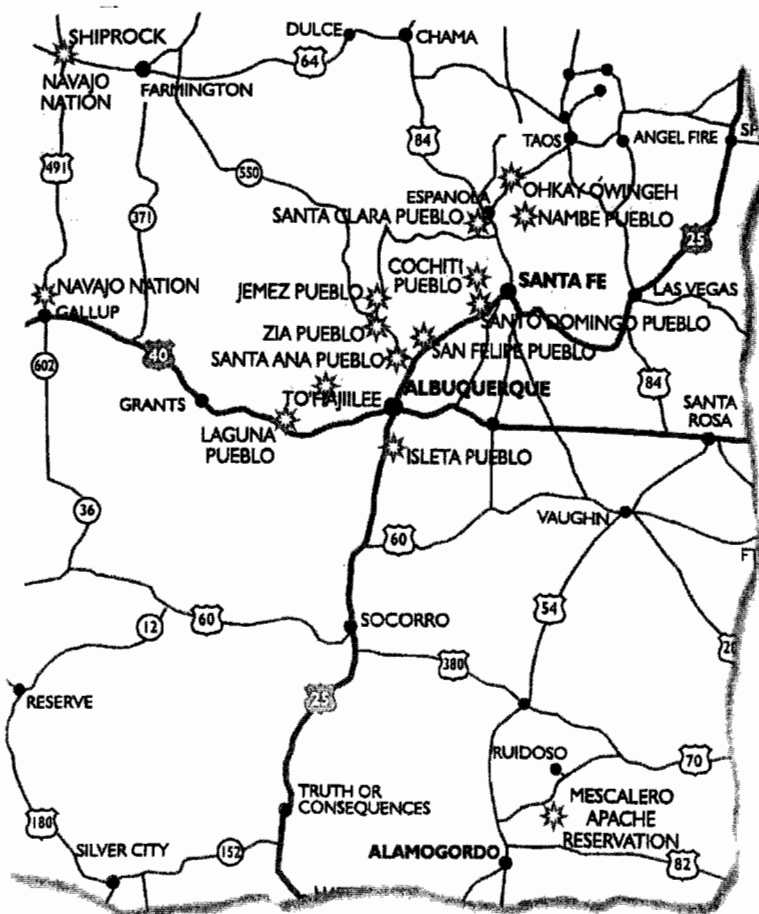 SHIPROCK
DULCE
CHAMA
64
NAVAJO
NATION
FARMINGTON
84
TAOS
ANGEL FIRE
491
550
OHKAY OWINGEH
371
ESPANOLA
SANTA CLARA PUEBLO
NAMBE PUEBLO
25
NAVAJO NATION
GALLUP
JEMEZ PUEBLO
COCHITI
PUEBLO
SANTA FE
LAS VEGAS
ZIA PUEBLO
SANTO DOMINGO PUEBLO
40
SANTA ANA PUEBLO
SAN FELIPE PUEBLO
602
TO'HAJIILEE
ALBUQUERQUE
84
GRANTS
SANTA
ROSA
LAGUNA
PUEBLO
ISLETA PUEBLO
36
VAUGHN
60
54
12
60
SOCORRO
380
RESERVE
25
RUIDOSO
70
TRUTH OR
CONSEQUENCES
MESCALERO
APACHE
RESERVATION
180
SILVER CITY
152
ALAMOGORDO
82